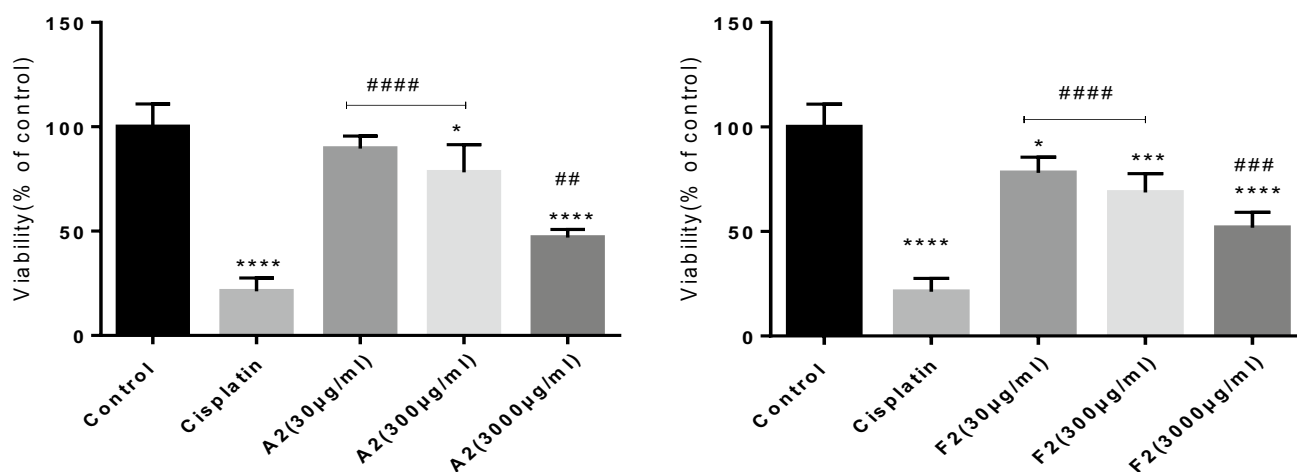 Viability(% of control)
150
100
50
0
####
*
##
****
****
Control
Cisplatin
A2(30µg/ml)
A2(300µg/ml)
A2(3000µg/ml)
Viability(% of control)
150
100
50
0
####
*
***
###
****
****
Control
Cisplatin
F2(30µg/ml)
F2(300µg/ml)
F2(3000µg/ml)